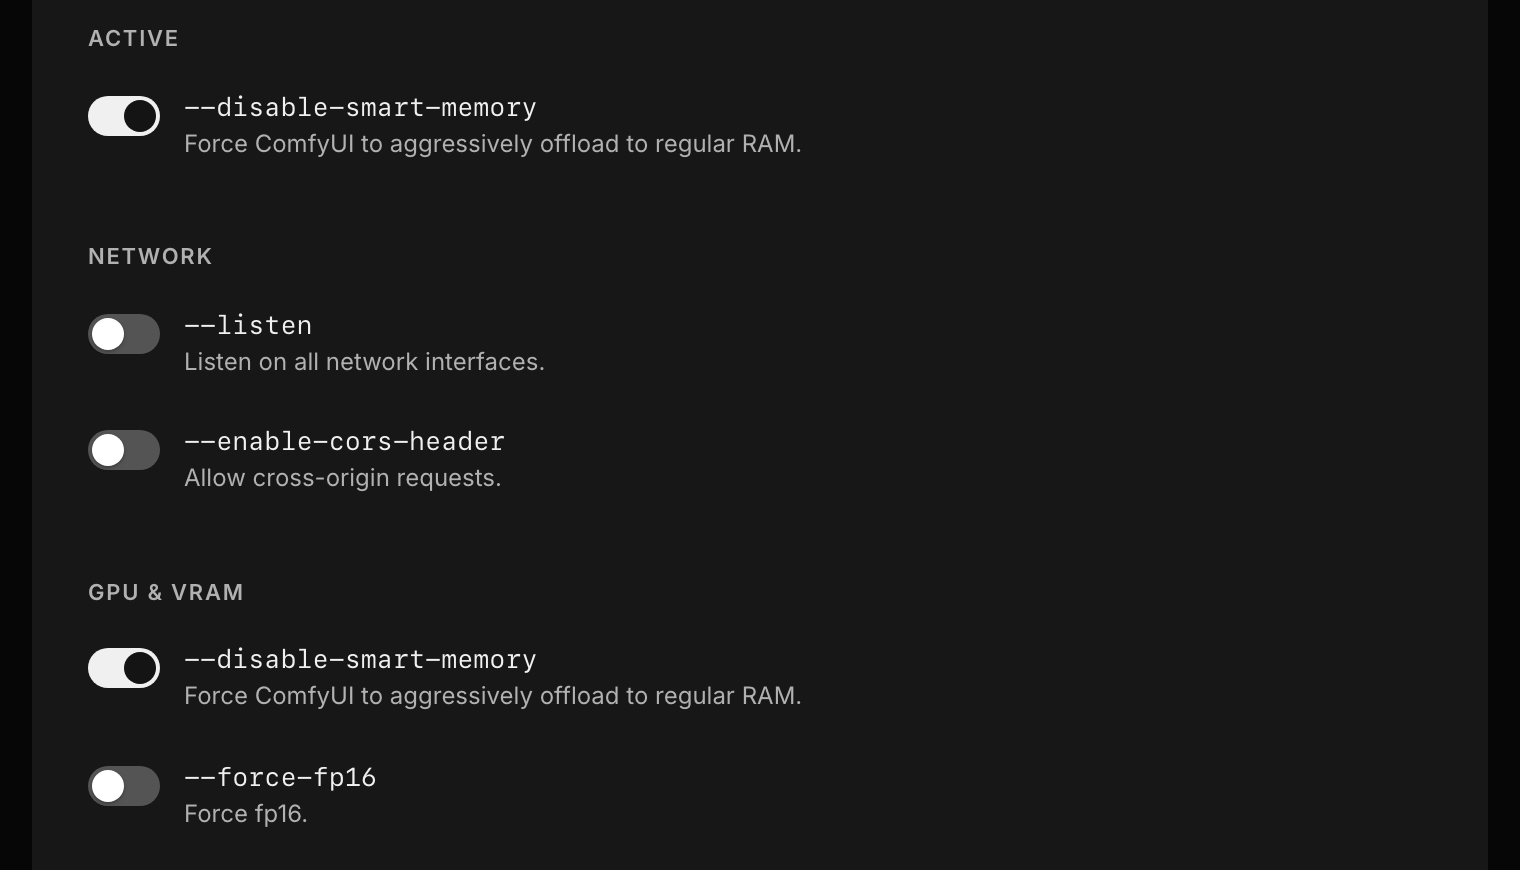 ACTIVE
--disable-smart-memory
Force ComfyUI to aggressively offload to regular RAM.
NETWORK
--listen
Listen on all network interfaces.
--enable-cors-header
Allow cross-origin requests.
GPU & VRAM
--disable-smart-memory
Force ComfyUI to aggressively offload to regular RAM.
--force-fp16
Force fp16.